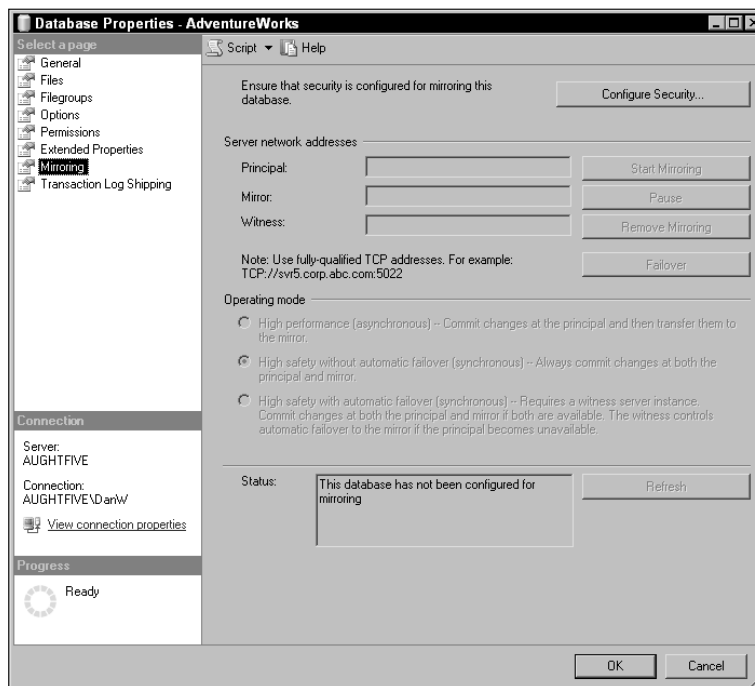 Database Properties - AdventureWorks
Select a page
General
Files
Filegroups
Options
Permissions
Extended Properties
Mirroring
Transaction Log Shipping
Script
Help
Ensure that security is configured for mirroring this
database.
Configure Security...
Server network addresses
Principal:
Start Mirroring
Mirror:
Pause
Witness:
Remove Mirroring
Note: Use fully-qualified TCP addresses. For example:
TCP://svr5.corp.abc.com:5022
Failover
Operating mode
High performance (asynchronous) -- Commit changes at the principal and then transfer them to
the mirror.
High safety without automatic failover (synchronous) -- Always commit changes at both the
principal and mirror.
High safety with automatic failover (synchronous) -- Requires a witness server instance.
Commit changes at both the principal and mirror if both are available. The witness controls
automatic failover to the mirror if the principal becomes unavailable.
Connection
Server:
AUGHTFIVE
Connection:
AUGHTFIVE\DanW
View connection properties
Status:
This database has not been configured for
mirroring
Refresh
Progress
Ready
OK
Cancel